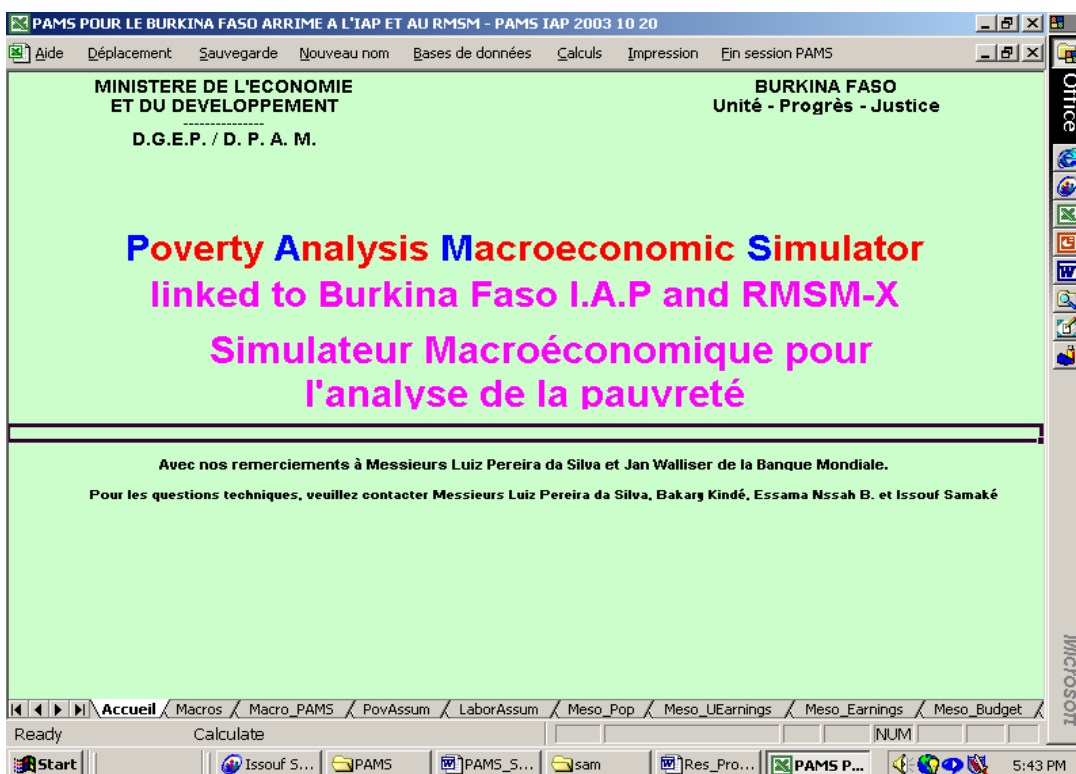 PAMS POUR LE BURKINA FASO ARRIME A L'IAP ET AU RMSM - PAMS IAP 2003 10 20
Aide Déplacement Sauvegarde Nouveau nom Bases de données Calculs Impression Fin session PAMS
MINISTERE DE L'ECONOMIE
ET DU DEVELOPPEMENT
---------------
D.G.E.P. / D. P. A. M.
BURKINA FASO
Unité - Progrès - Justice
Poverty Analysis Macroeconomic Simulator
linked to Burkina Faso I.A.P and RMSM-X
Simulateur Macroéconomique pour
l'analyse de la pauvreté
Avec nos remerciements à Messieurs Luiz Pereira da Silva et Jan Walliser de la Banque Mondiale.
Pour les questions techniques, veuillez contacter Messieurs Luiz Pereira da Silva, Bakary Kindé, Essama Nssah B. et Issouf Samaké
Accueil Macros Macro_PAMS PovAssum LaborAssum Meso_Pop Meso_UEarnings Meso_Earnings Meso_Budget
Ready Calculate NUM
Start Issouf S... PAMS PAMS_S... sam Res_Pro... PAMS P... 5:43 PM
Office
Microsoft